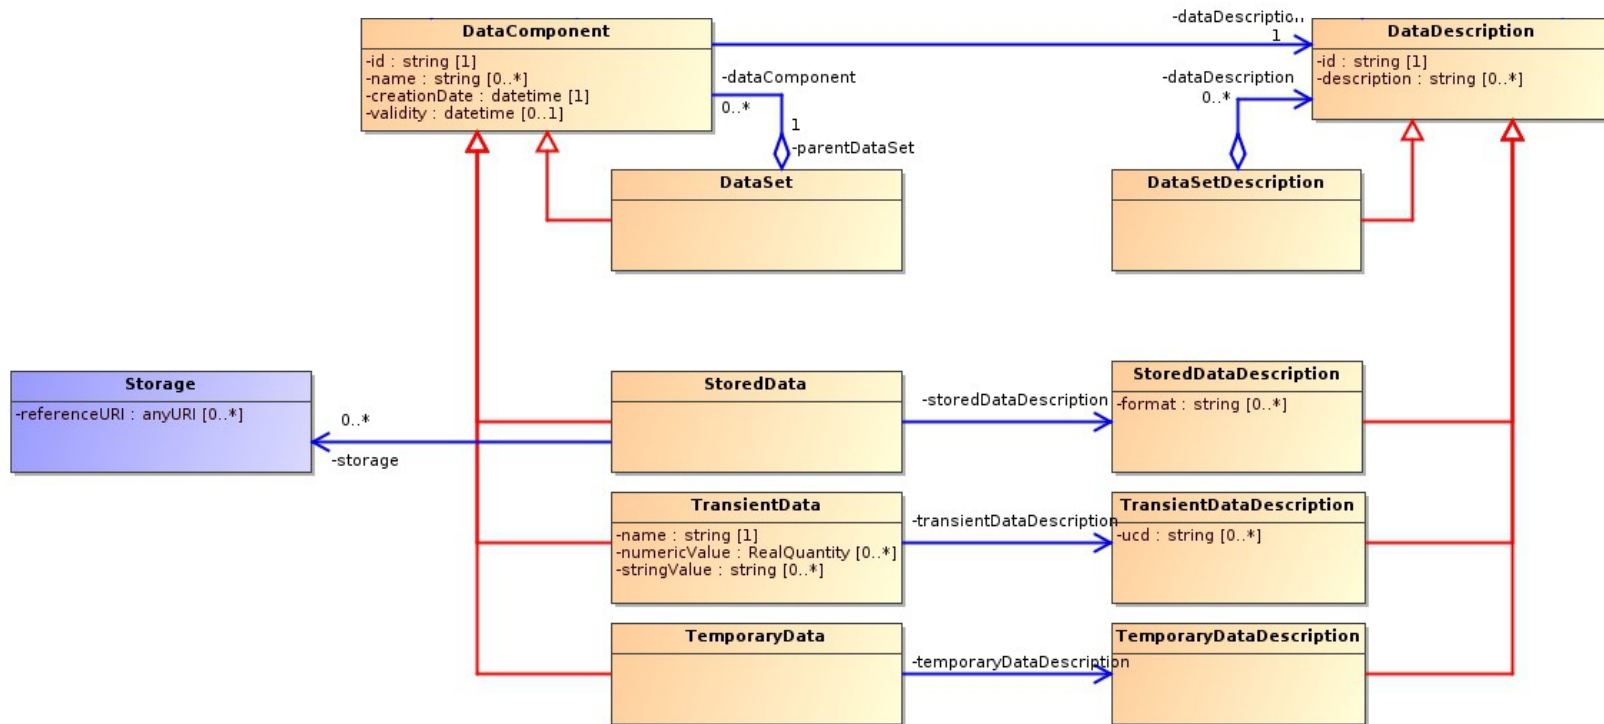 DataComponent
-id : string [1]
-name : string [0..*]
-creationDate : datetime [1]
-validity : datetime [0..1]
-dataDescription
1
DataDescription
-id : string [1]
-description : string [0..*]
-dataComponent
0..*
1
-parentDataSet
-dataDescription
0..*
DataSet
DataSetDescription
Storage
-referenceURI : anyURI [0..*]
0..*
-storage
StoredData
-storedDataDescription
StoredDataDescription
-format : string [0..*]
TransientData
-name : string [1]
-numericValue : RealQuantity [0..*]
-stringValue : string [0..*]
-transientDataDescription
TransientDataDescription
-ucd : string [0..*]
TemporaryData
-temporaryDataDescription
TemporaryDataDescription